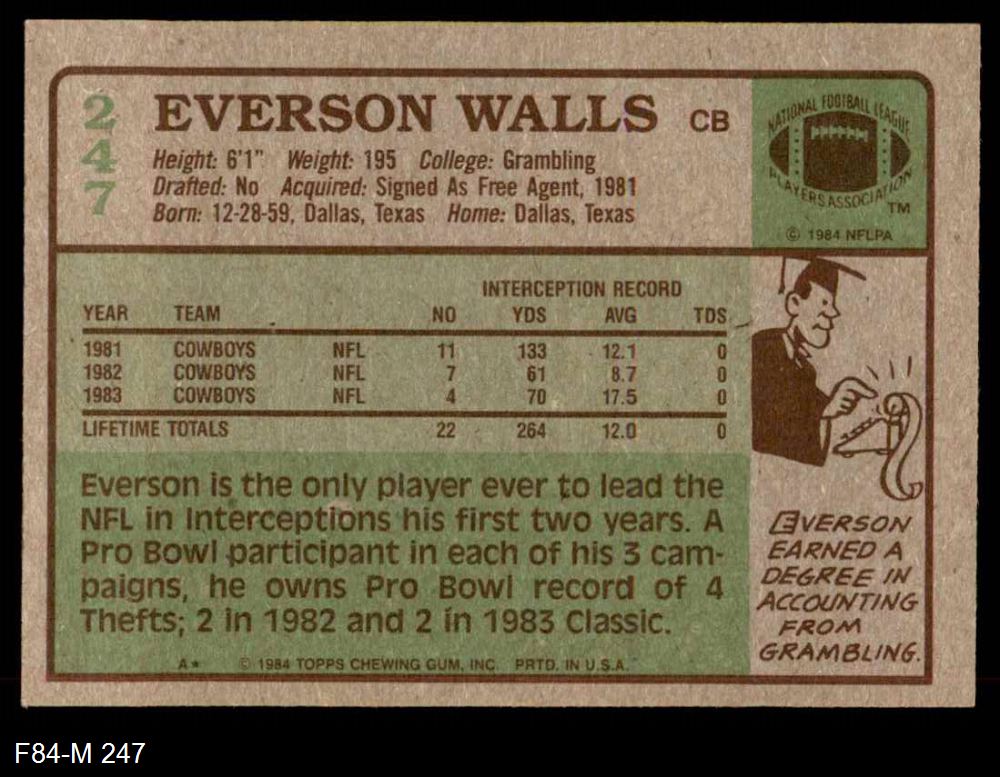 247
EVERSON WALLS CB
Height: 6'1" Weight: 195 College: Grambling
Drafted: No Acquired: Signed As Free Agent, 1981
Born: 12-28-59, Dallas, Texas Home: Dallas, Texas
NATIONAL FOOTBALL LEAGUE
PLAYERS ASSOCIATION
TM
© 1984 NFLPA
INTERCEPTION RECORD
YEAR TEAM NO YDS AVG TDS
1981 COWBOYS NFL 11 133 12.1 0
1982 COWBOYS NFL 7 61 8.7 0
1983 COWBOYS NFL 4 70 17.5 0
LIFETIME TOTALS 22 264 12.0 0
Everson is the only player ever to lead the
NFL in Interceptions his first two years. A
Pro Bowl participant in each of his 3 cam-
paigns, he owns Pro Bowl record of 4
Thefts; 2 in 1982 and 2 in 1983 Classic.
A* © 1984 TOPPS CHEWING GUM, INC. PRTD. IN U.S.A.
EVERSON
EARNED A
DEGREE IN
ACCOUNTING
FROM
GRAMBLING.
F84-M 247